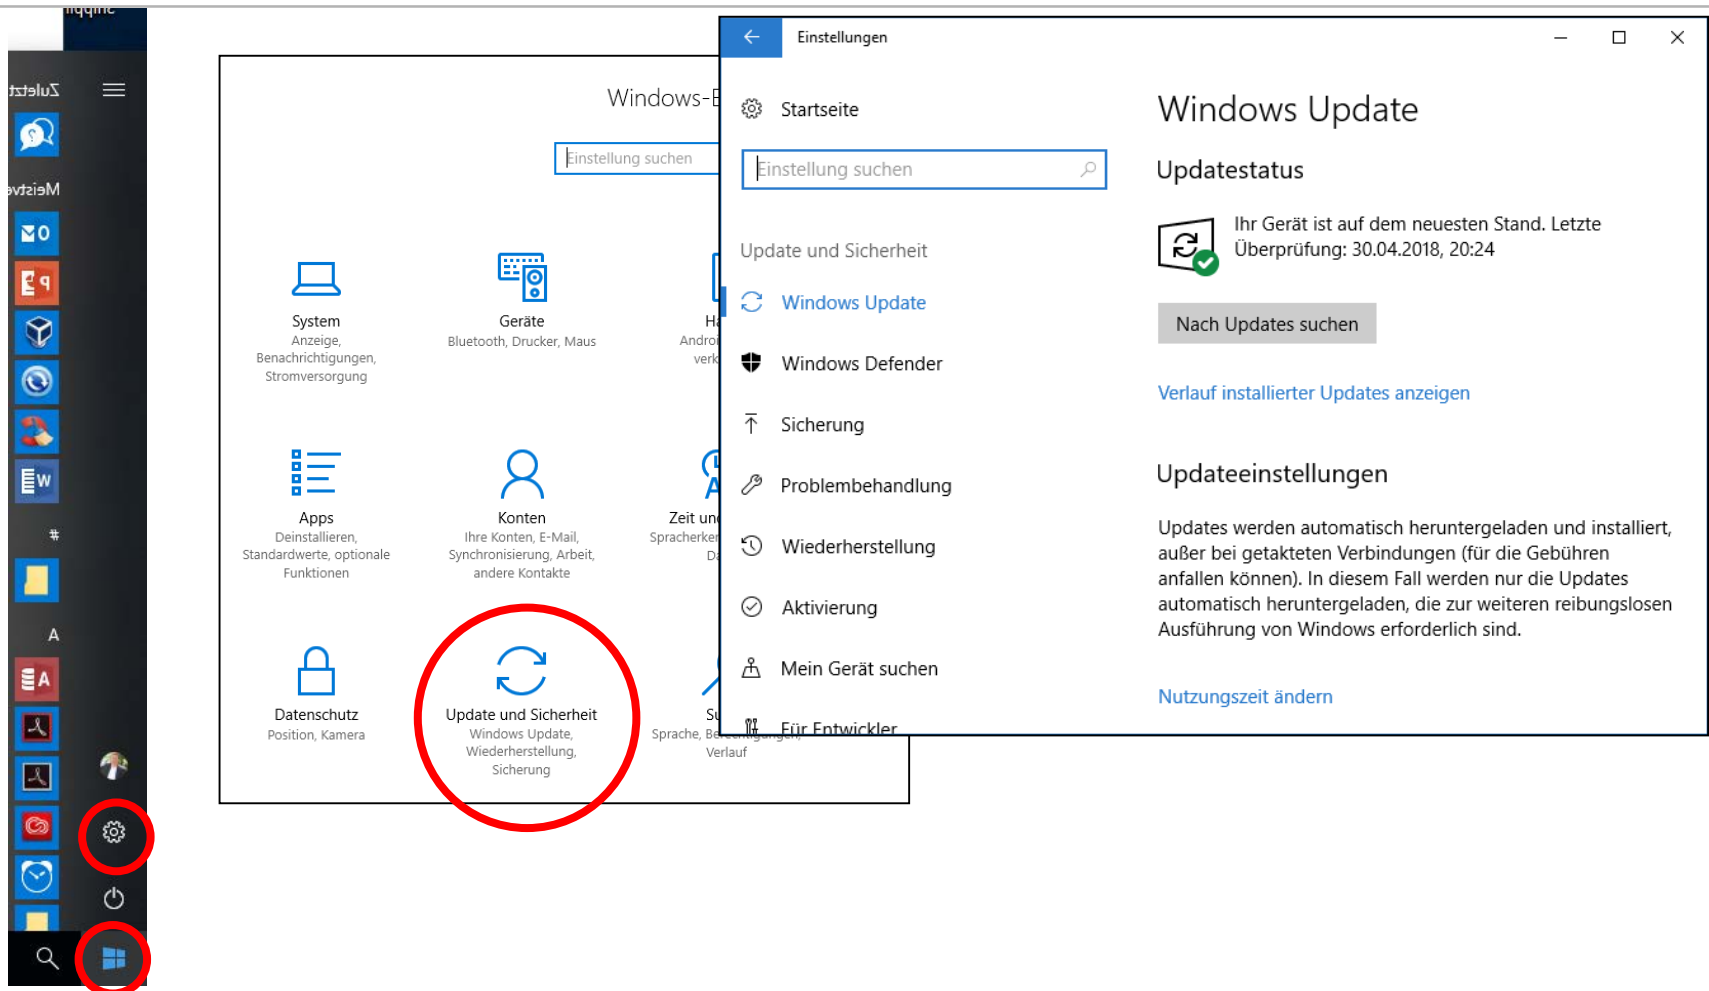 Zuletzt
Meistve
#
A
Windows-E
Einstellung suchen
System
Anzeige,
Benachrichtigungen,
Stromversorgung
Geräte
Bluetooth, Drucker, Maus
Apps
Deinstallieren,
Standardwerte, optionale
Funktionen
Konten
Ihre Konten, E-Mail,
Synchronisierung, Arbeit,
andere Kontakte
Zeit un
Spracherke
Datenschutz
Position, Kamera
Update und Sicherheit
Windows Update,
Wiederherstellung,
Sicherung
Sprache, Berechtigungen,
Verlauf
Einstellungen
Startseite
Einstellung suchen
Update und Sicherheit
Windows Update
Windows Defender
Sicherung
Problembehandlung
Wiederherstellung
Aktivierung
Mein Gerät suchen
Für Entwickler
Windows Update
Updatestatus
Ihr Gerät ist auf dem neuesten Stand. Letzte
Überprüfung: 30.04.2018, 20:24
Nach Updates suchen
Verlauf installierter Updates anzeigen
Updateeinstellungen
Updates werden automatisch heruntergeladen und installiert,
außer bei getakteten Verbindungen (für die Gebühren
anfallen können). In diesem Fall werden nur die Updates
automatisch heruntergeladen, die zur weiteren reibungslosen
Ausführung von Windows erforderlich sind.
Nutzungszeit ändern